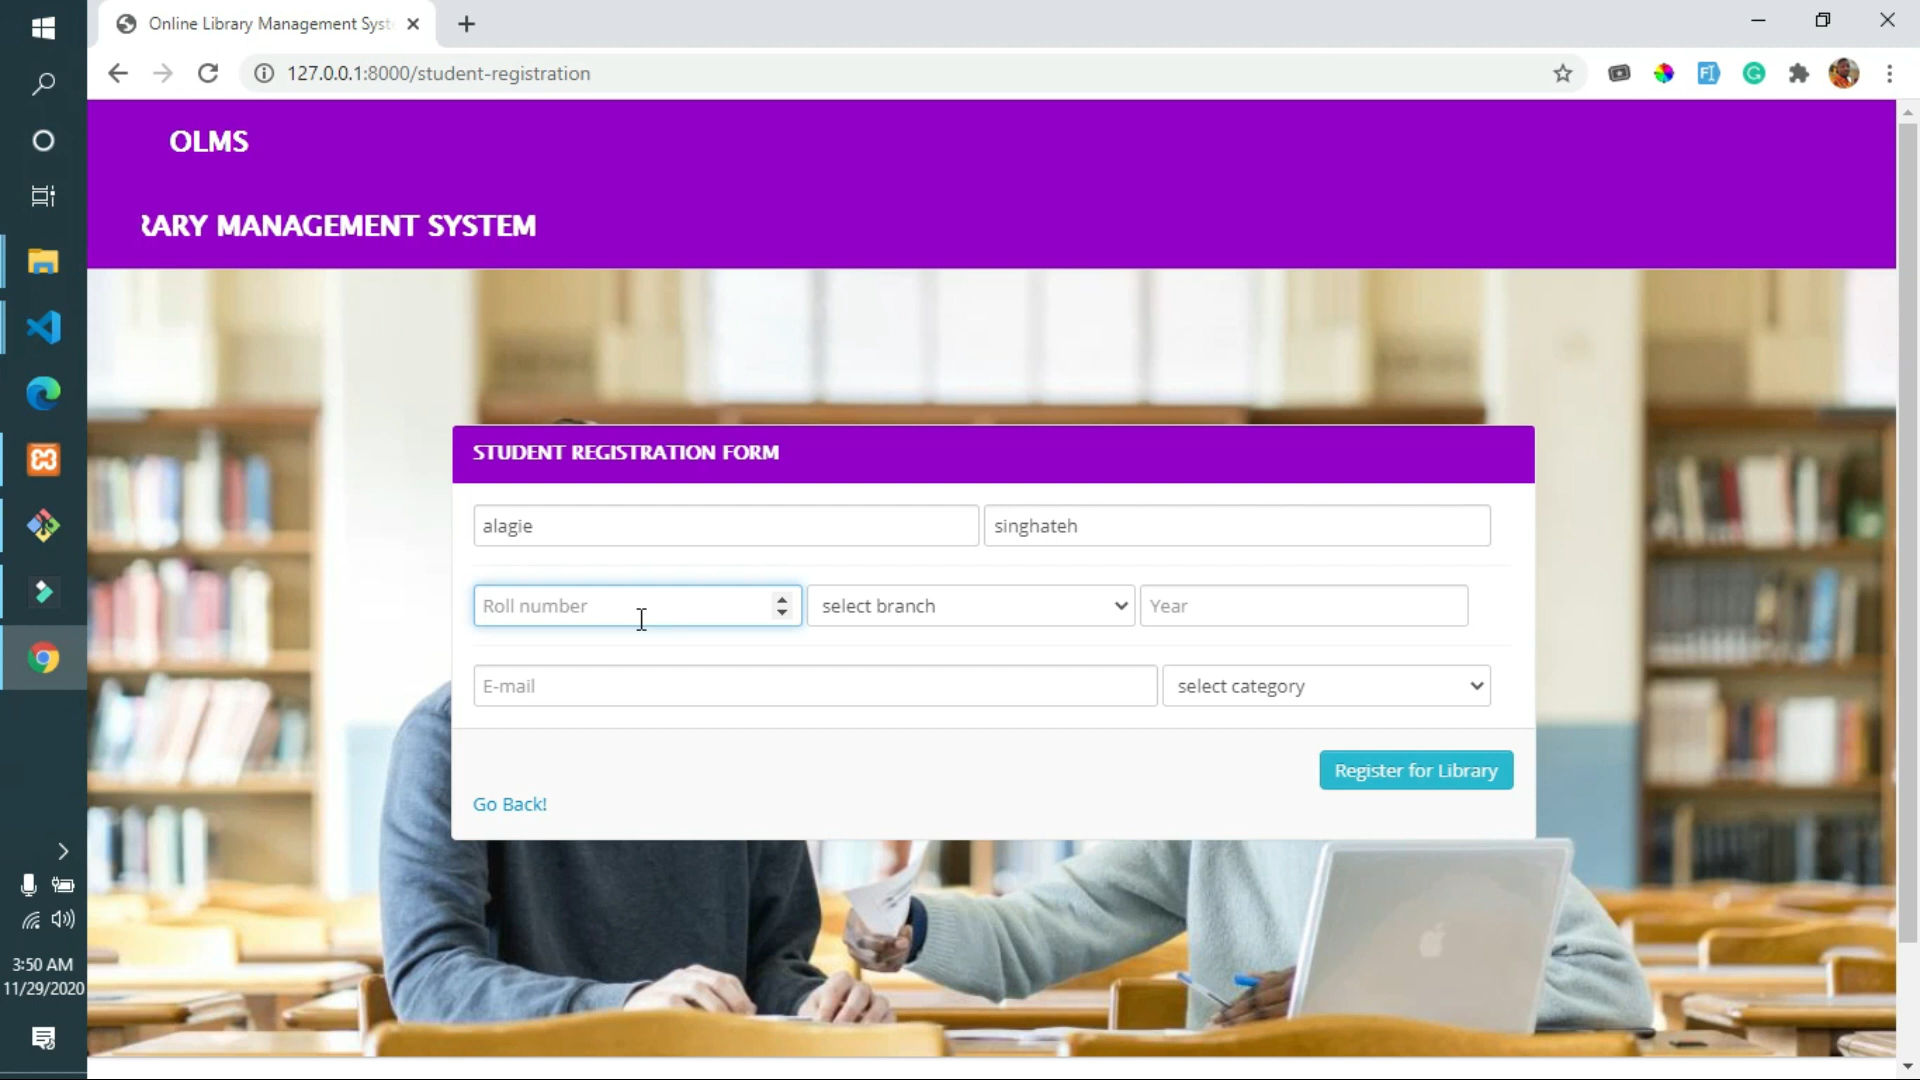 Online Library Management Syst
127.0.0.1:8000/student-registration
OLMS
RARY MANAGEMENT SYSTEM
STUDENT REGISTRATION FORM
alagie singhateh
Roll number select branch Year
E-mail select category
Register for Library
Go Back!
3:50 AM
11/29/2020